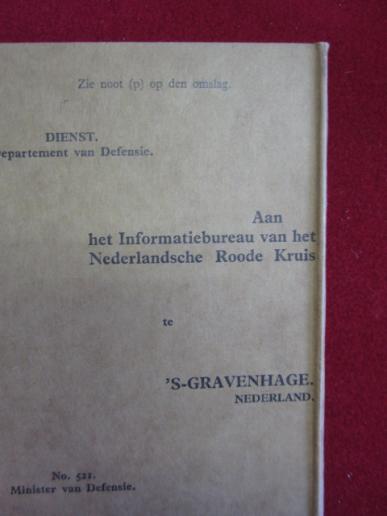 Zie noot (p) op den omslag.
DIENST.
epartement van Defensie.
Aan
het Informatiebureau van het
Nederlandsche Roode Kruis
te
'S-GRAVENHAGE.
NEDERLAND.
No. 521.
Minister van Defensie.